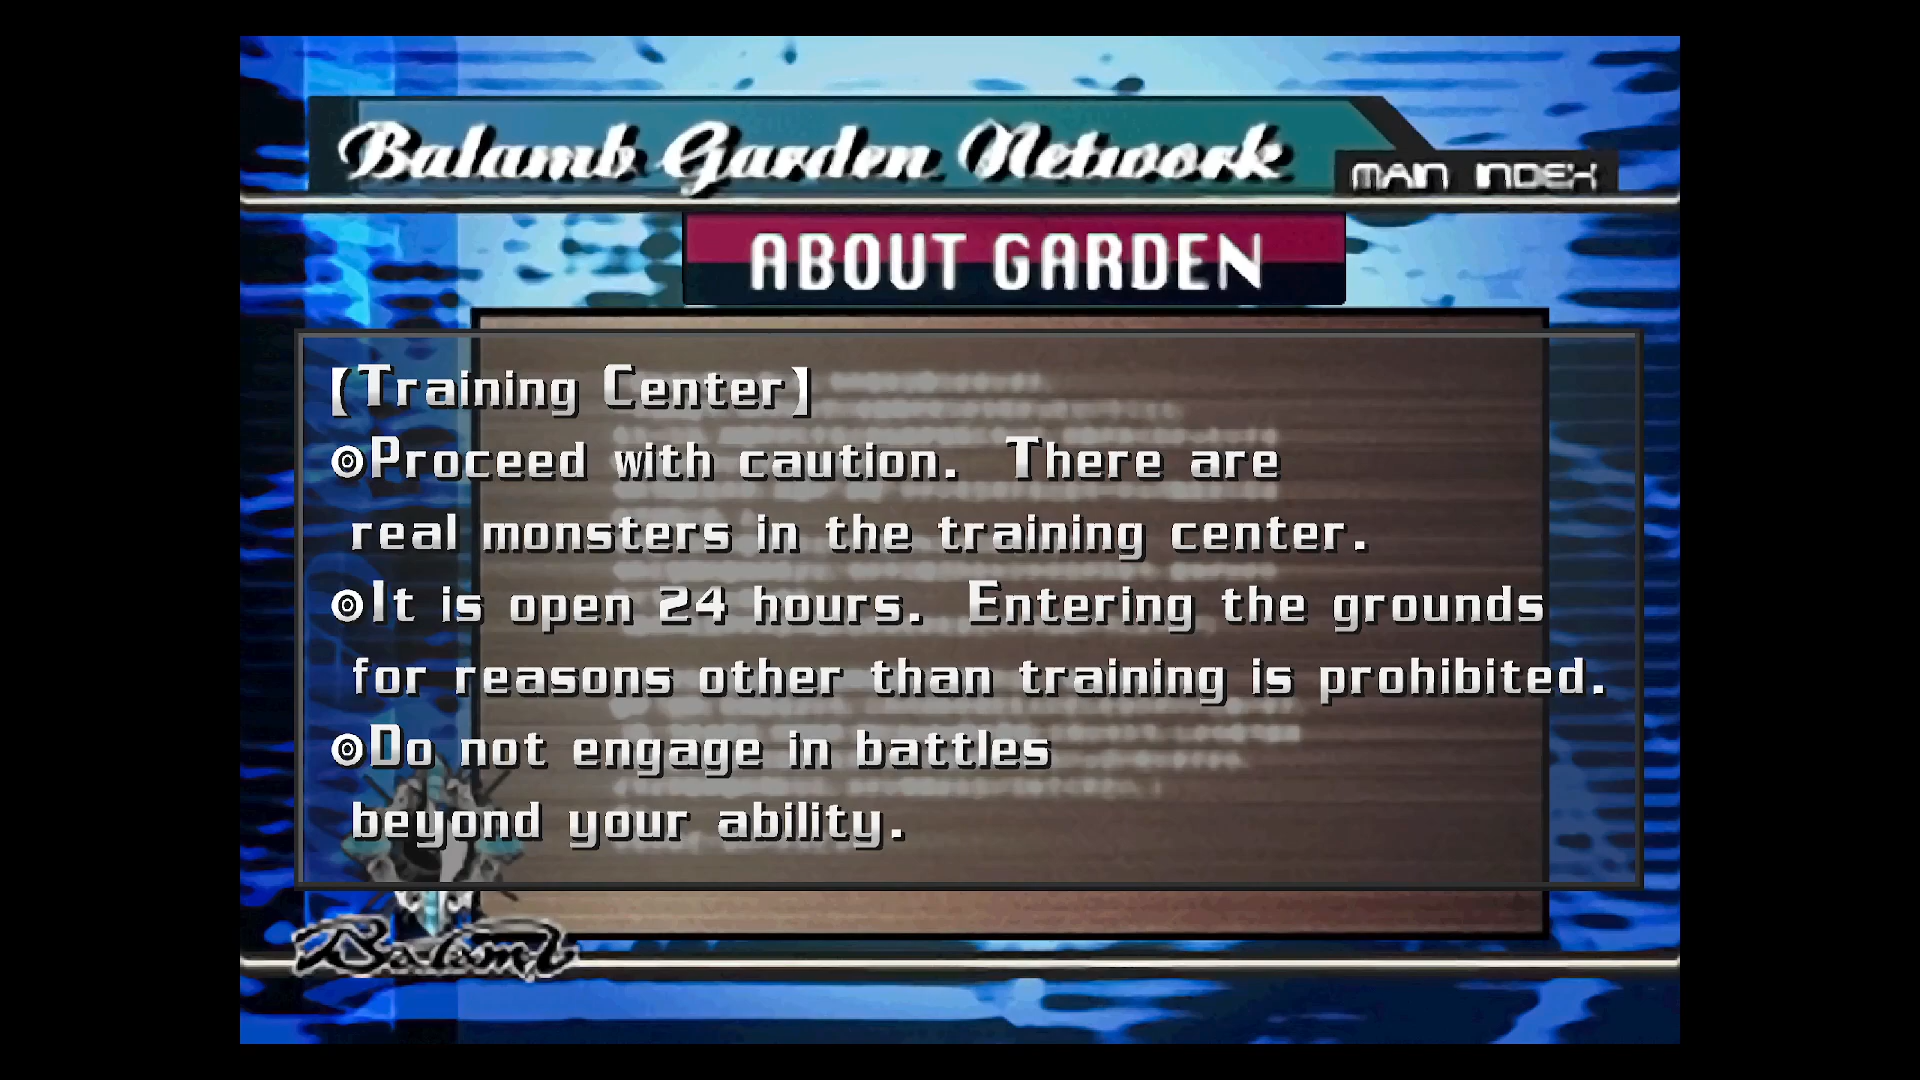 Balamb Garden Network
MAIN INDEX
ABOUT GARDEN
【Training Center】
◎Proceed with caution.  There are
real monsters in the training center.
◎It is open 24 hours.  Entering the grounds
for reasons other than training is prohibited.
◎Do not engage in battles
beyond your ability.
Balamb